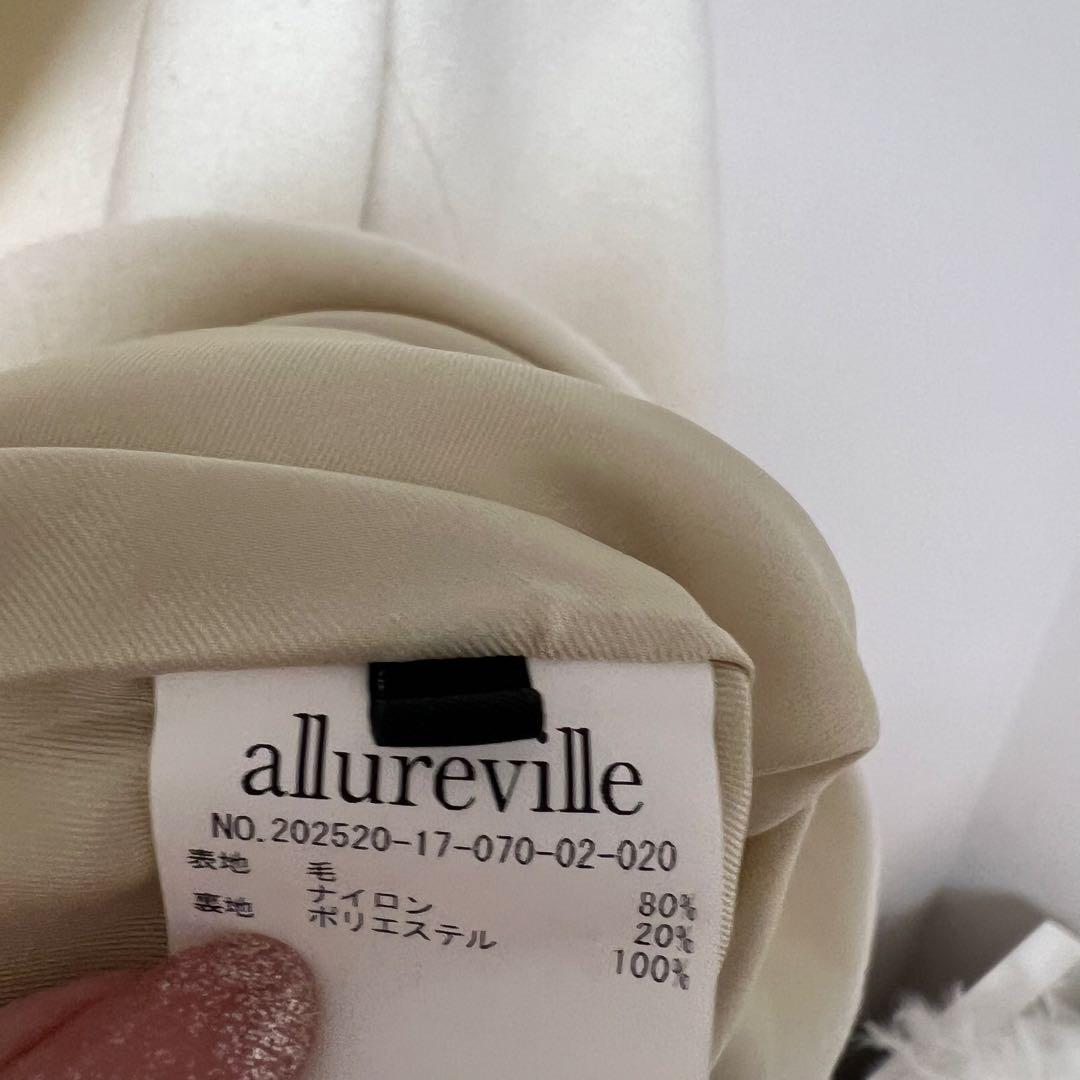 allureville
NO.202520-17-070-02-020
表地 毛 80%
ナイロン 20%
裏地 ポリエステル 100%